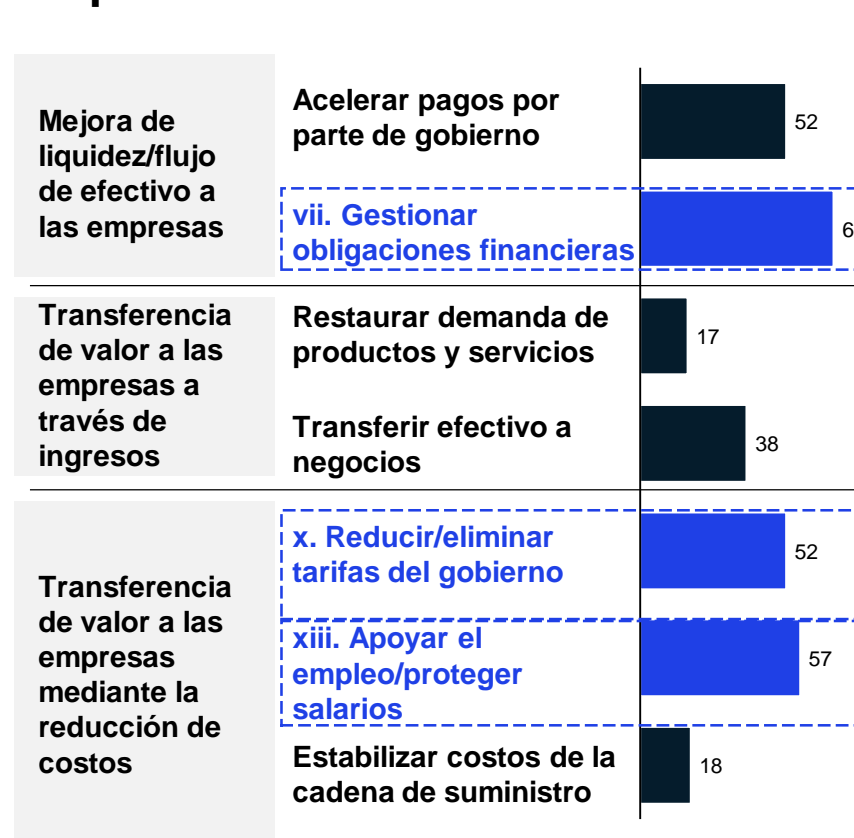 Mejora de
liquidez/flujo
de efectivo a
las empresas
Acelerar pagos por
parte de gobierno
52
vii. Gestionar
obligaciones financieras
6
Transferencia
de valor a las
empresas a
través de
ingresos
Restaurar demanda de
productos y servicios
17
Transferir efectivo a
negocios
38
Transferencia
de valor a las
empresas
mediante la
reducción de
costos
x. Reducir/eliminar
tarifas del gobierno
52
xiii. Apoyar el
empleo/proteger
salarios
57
Estabilizar costos de la
cadena de suministro
18